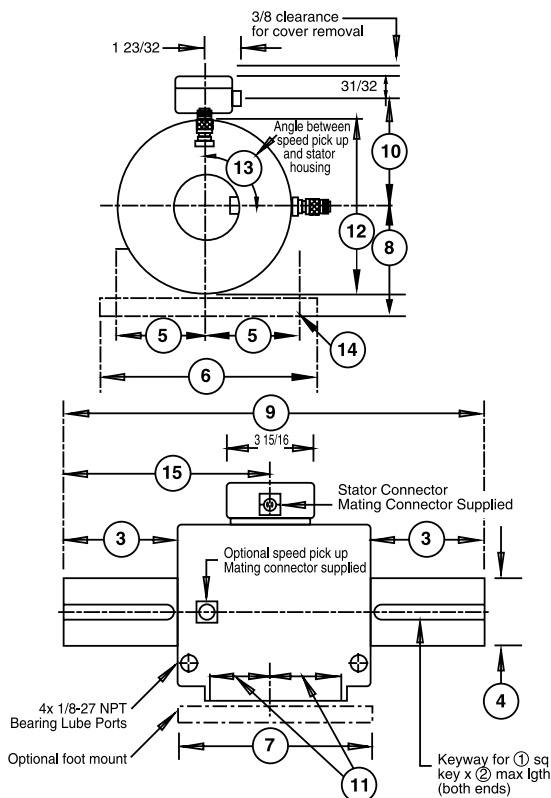 3/8 clearance
for cover removal
1 23/32
31/32
Angle between
speed pick up
and stator
housing
10
13
12
8
5
5
14
6
9
3 15/16
15
Stator Connector
Mating Connector Supplied
3
3
Optional speed pick up
Mating connector supplied
4
4x 1/8-27 NPT
Bearing Lube Ports
Optional foot mount
7
11
Keyway for ① sq
key x ② max lgth
(both ends)